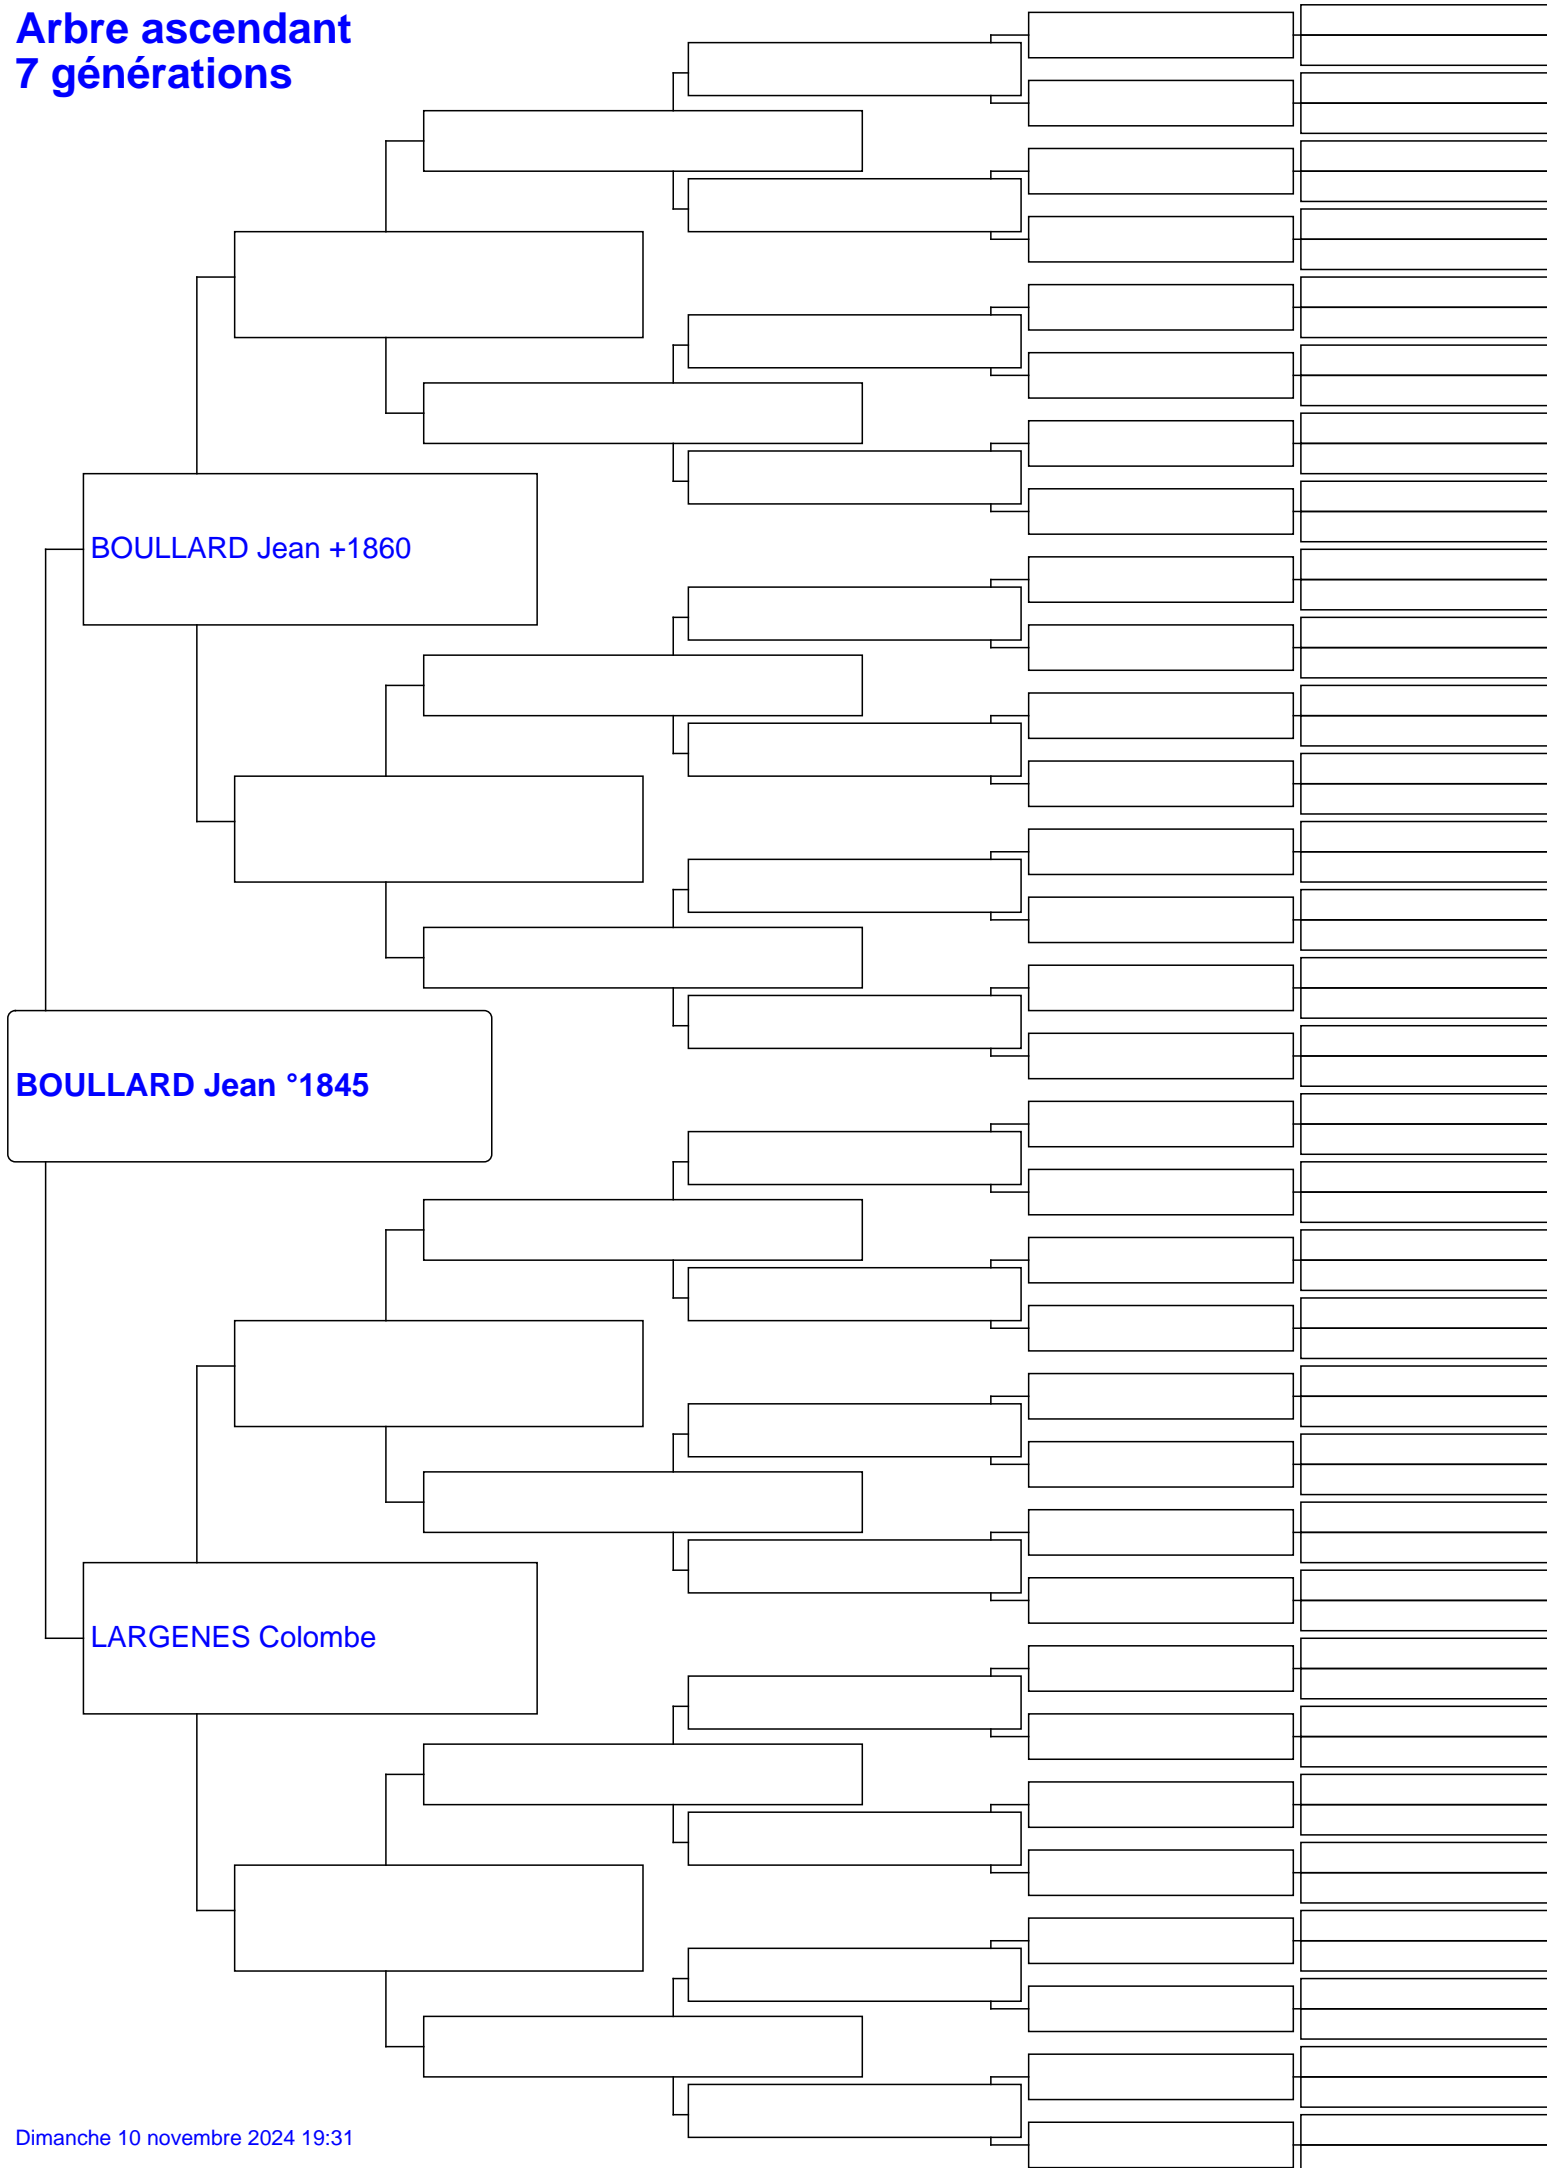 Arbre ascendant
7 générations
BOULLARD Jean +1860
BOULLARD Jean °1845
LARGENES Colombe
Dimanche 10 novembre 2024 19:31